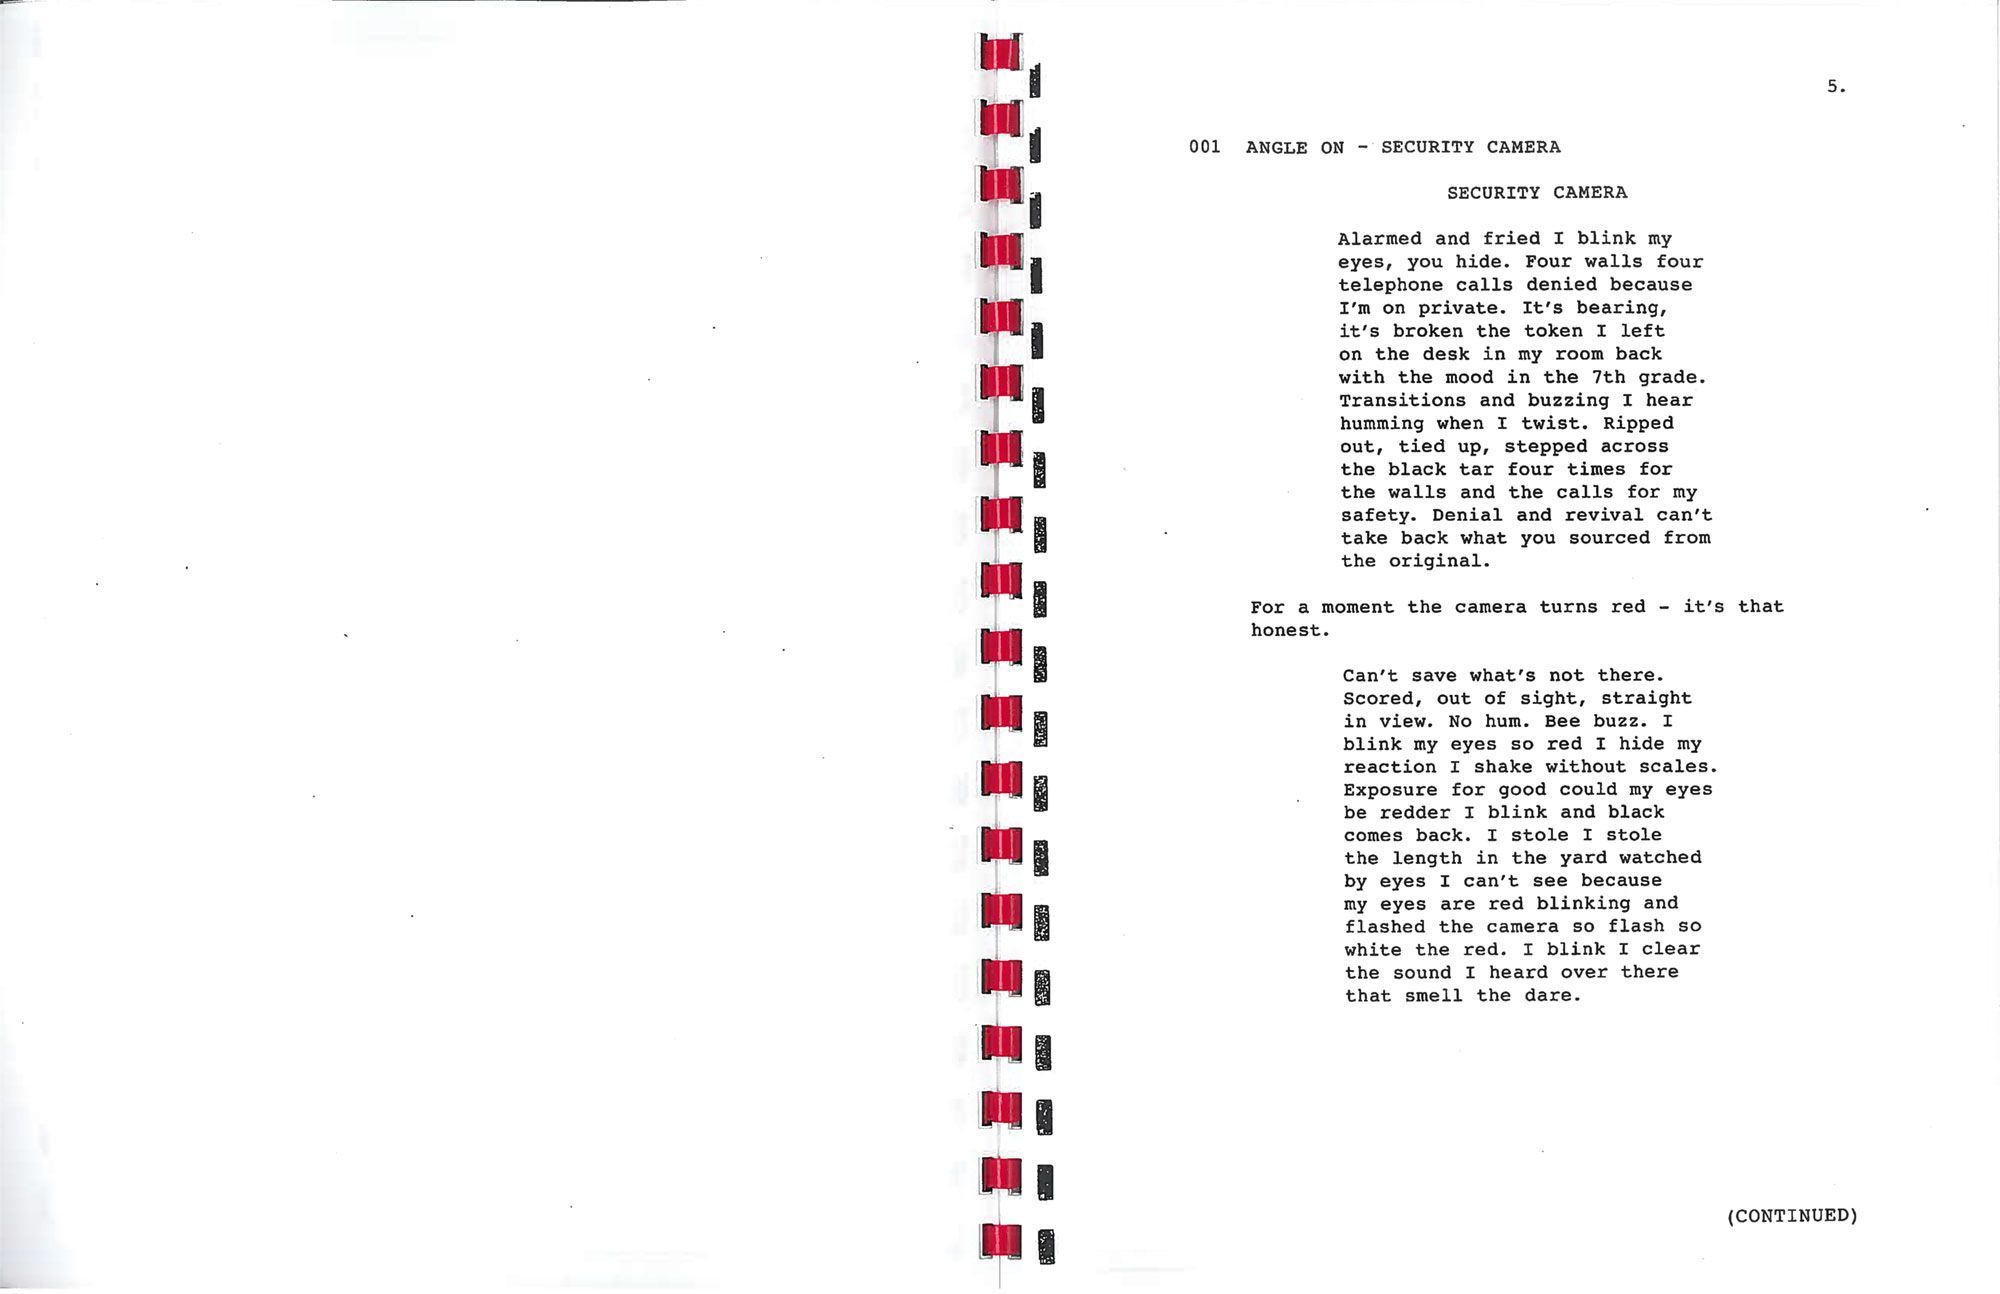 5.
001 ANGLE ON - SECURITY CAMERA
SECURITY CAMERA
Alarmed and fried I blink my
eyes, you hide. Four walls four
telephone calls denied because
I'm on private. It's bearing,
it's broken the token I left
on the desk in my room back
with the mood in the 7th grade.
Transitions and buzzing I hear
humming when I twist. Ripped
out, tied up, stepped across
the black tar four times for
the walls and the calls for my
safety. Denial and revival can't
take back what you sourced from
the original.
For a moment the camera turns red - it's that
honest.
Can't save what's not there.
Scored, out of sight, straight
in view. No hum. Bee buzz. I
blink my eyes so red I hide my
reaction I shake without scales.
Exposure for good could my eyes
be redder I blink and black
comes back. I stole I stole
the length in the yard watched
by eyes I can't see because
my eyes are red blinking and
flashed the camera so flash so
white the red. I blink I clear
the sound I heard over there
that smell the dare.
(CONTINUED)